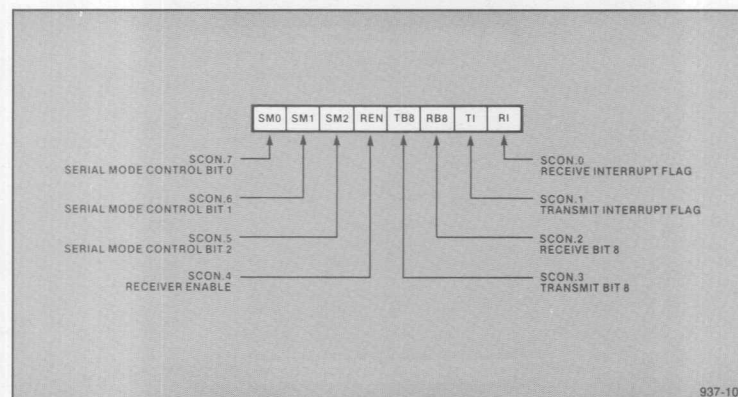 SM0 SM1 SM2 REN TB8 RB8 TI RI
SCON.7
SERIAL MODE CONTROL BIT 0
SCON.6
SERIAL MODE CONTROL BIT 1
SCON.5
SERIAL MODE CONTROL BIT 2
SCON.4
RECEIVER ENABLE
SCON.0
RECEIVE INTERRUPT FLAG
SCON.1
TRANSMIT INTERRUPT FLAG
SCON.2
RECEIVE BIT 8
SCON.3
TRANSMIT BIT 8
937-10